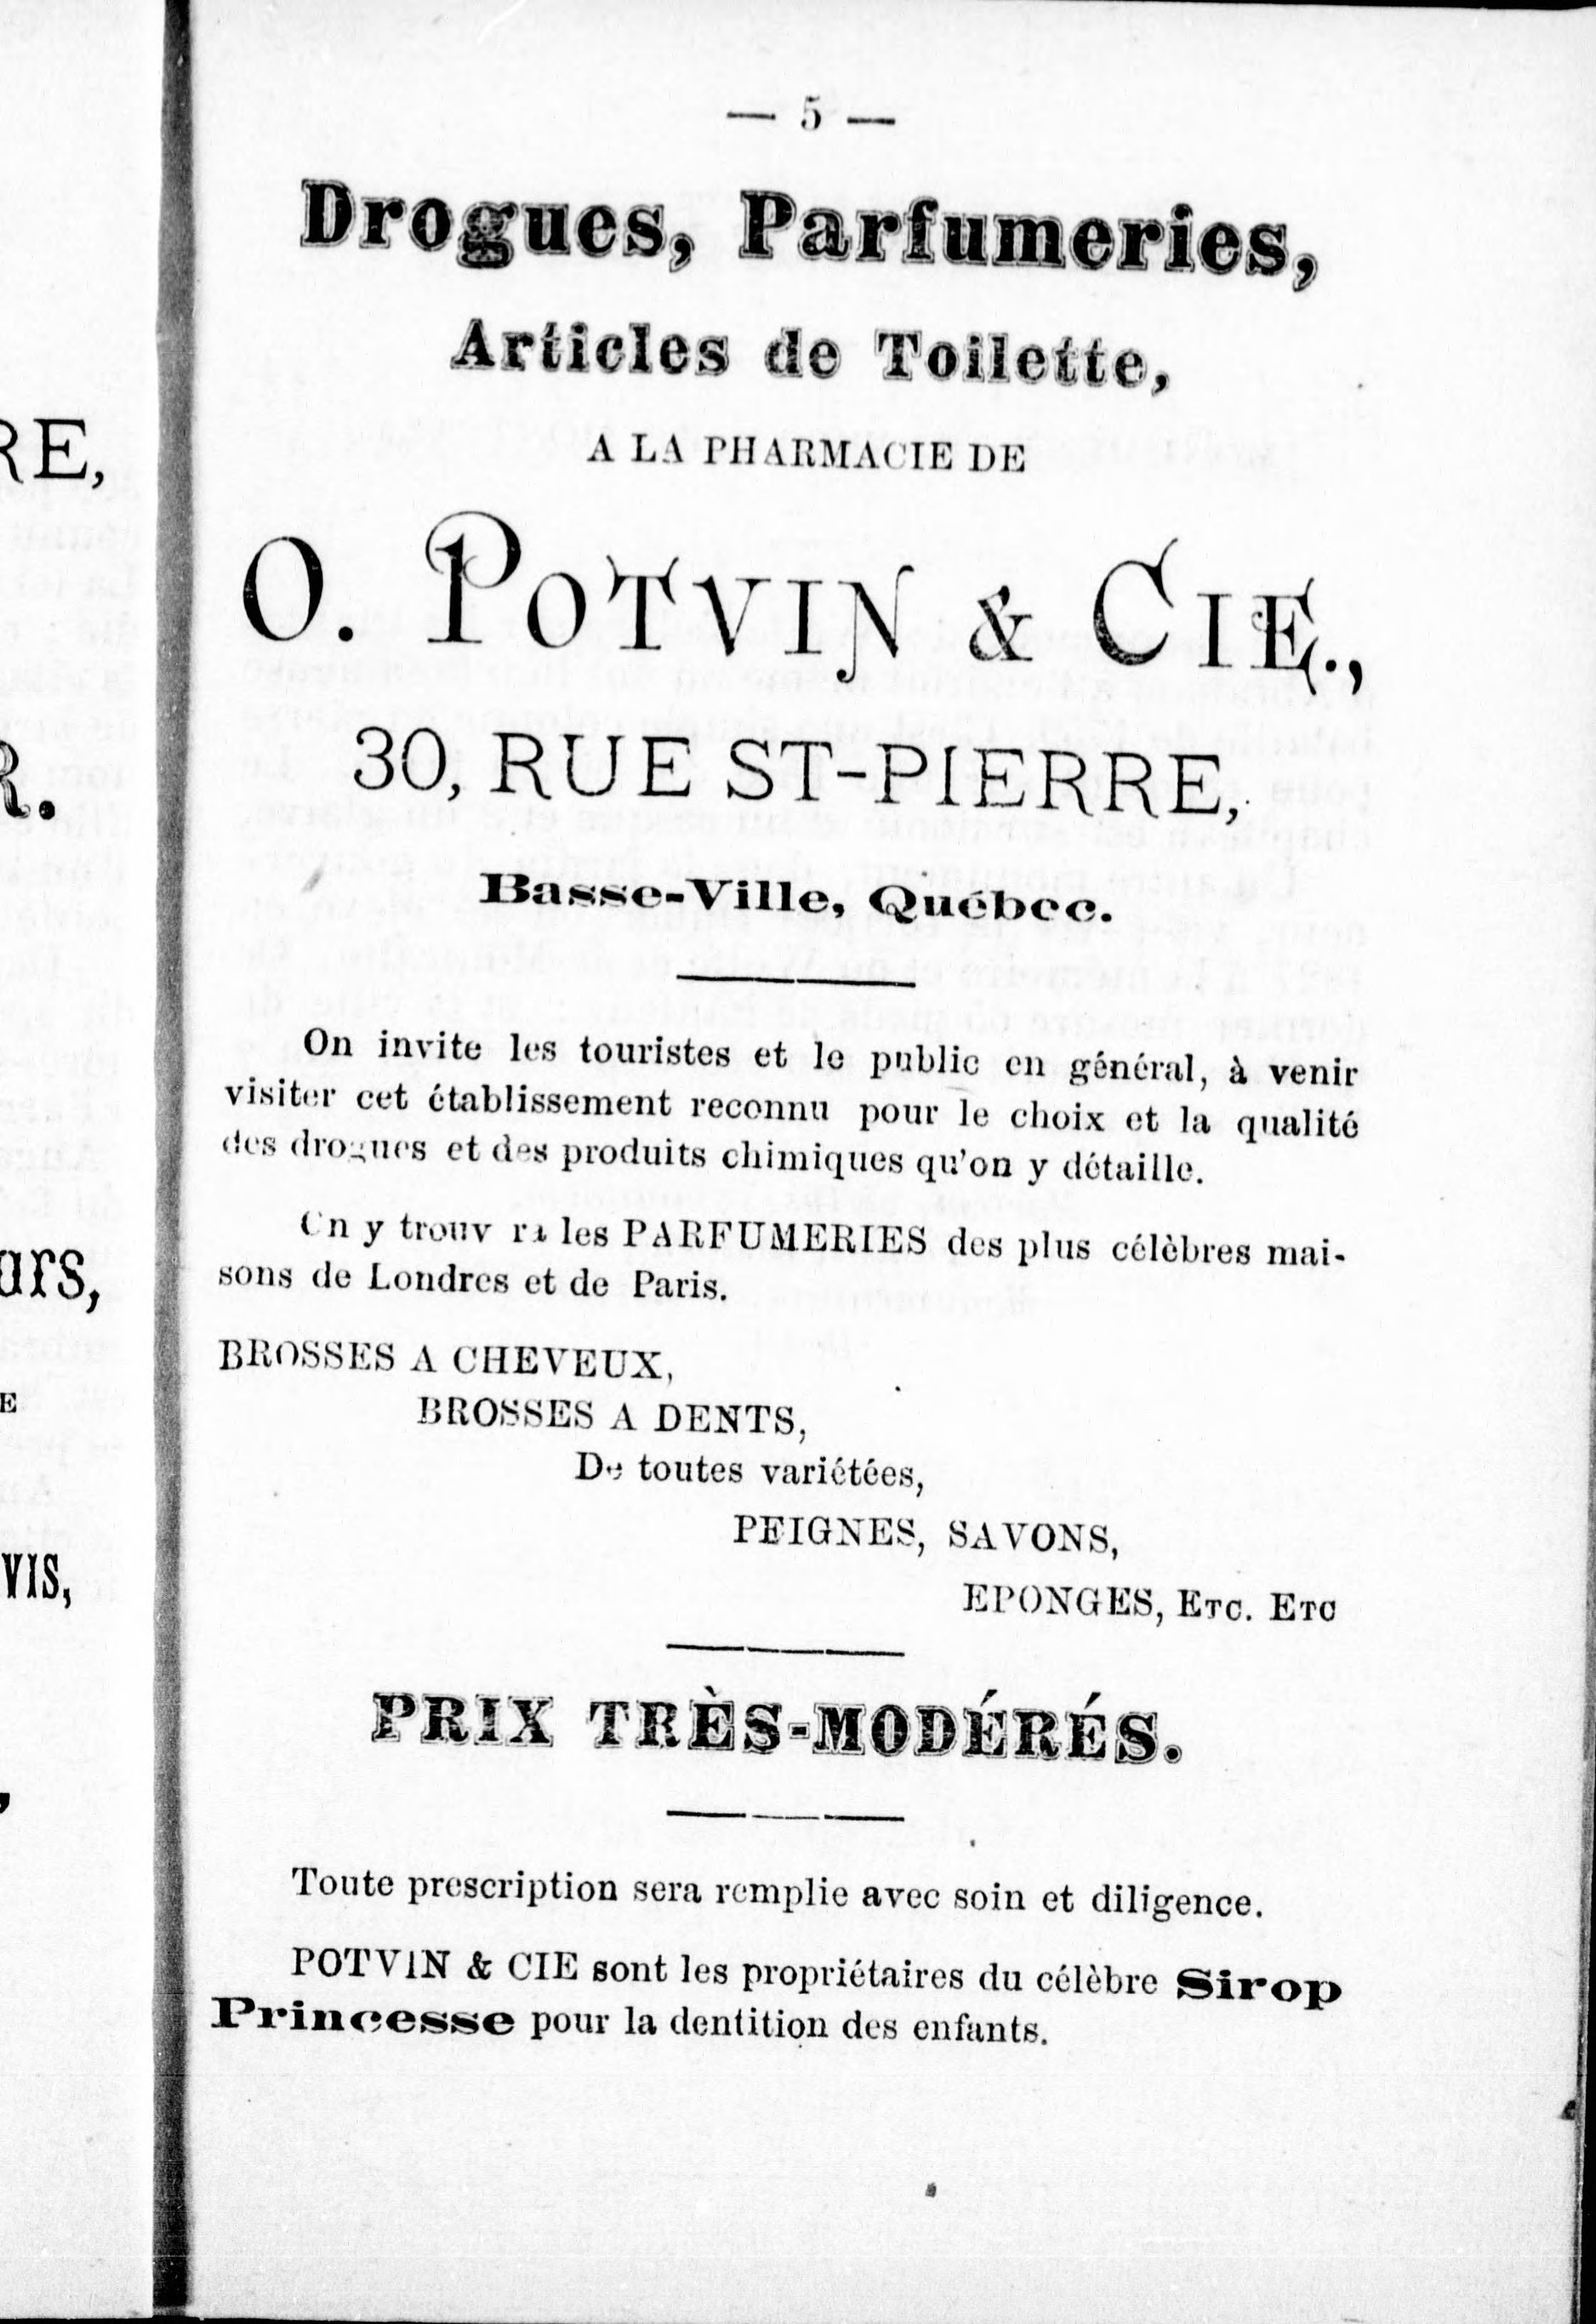 — 5 —
Drogues, Parfumeries,
Articles de Toilette,
A LA PHARMACIE DE
O. POTVIN & CIE.,
30, RUE ST-PIERRE,
Basse-Ville, Québec.
On invite les touristes et le public en général, à venir
visiter cet établissement reconnu pour le choix et la qualité
des drogues et des produits chimiques qu'on y détaille.
On y trouv ra les PARFUMERIES des plus célèbres mai-
sons de Londres et de Paris.
BROSSES A CHEVEUX,
BROSSES A DENTS,
De toutes variétées,
PEIGNES, SAVONS,
EPONGES, ETC. ETC
PRIX TRÈS-MODÉRÉS.
Toute prescription sera remplie avec soin et diligence.
POTVIN & CIE sont les propriétaires du célèbre Sirop
Princesse pour la dentition des enfants.